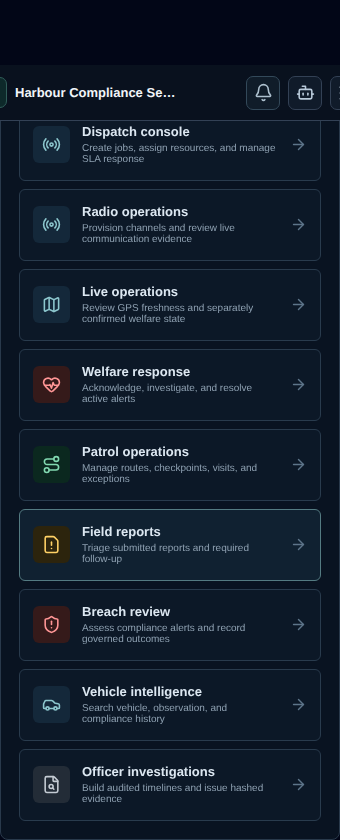 Harbour Compliance Se…
Dispatch console
Create jobs, assign resources, and manage
SLA response
Radio operations
Provision channels and review live
communication evidence
Live operations
Review GPS freshness and separately
confirmed welfare state
Welfare response
Acknowledge, investigate, and resolve
active alerts
Patrol operations
Manage routes, checkpoints, visits, and
exceptions
Field reports
Triage submitted reports and required
follow-up
Breach review
Assess compliance alerts and record
governed outcomes
Vehicle intelligence
Search vehicle, observation, and
compliance history
Officer investigations
Build audited timelines and issue hashed
evidence